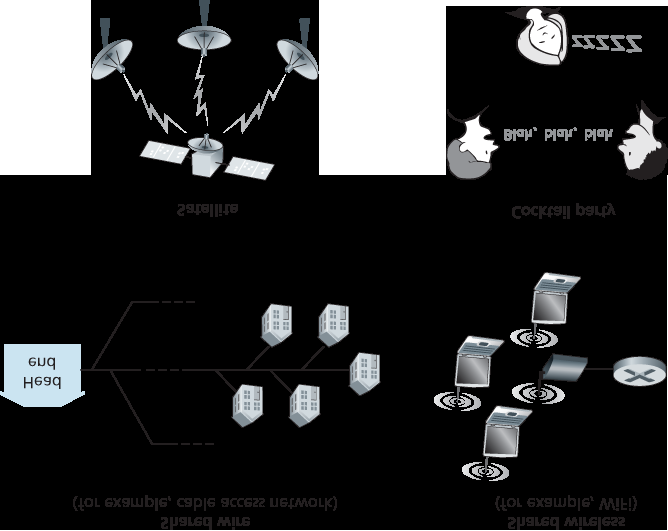 Shared wire
(for example, cable access network)
Shared wireless
(for example, WiFi)
Head
end
Satellite
Cocktail party
Blah, blah, blah
zzzzz